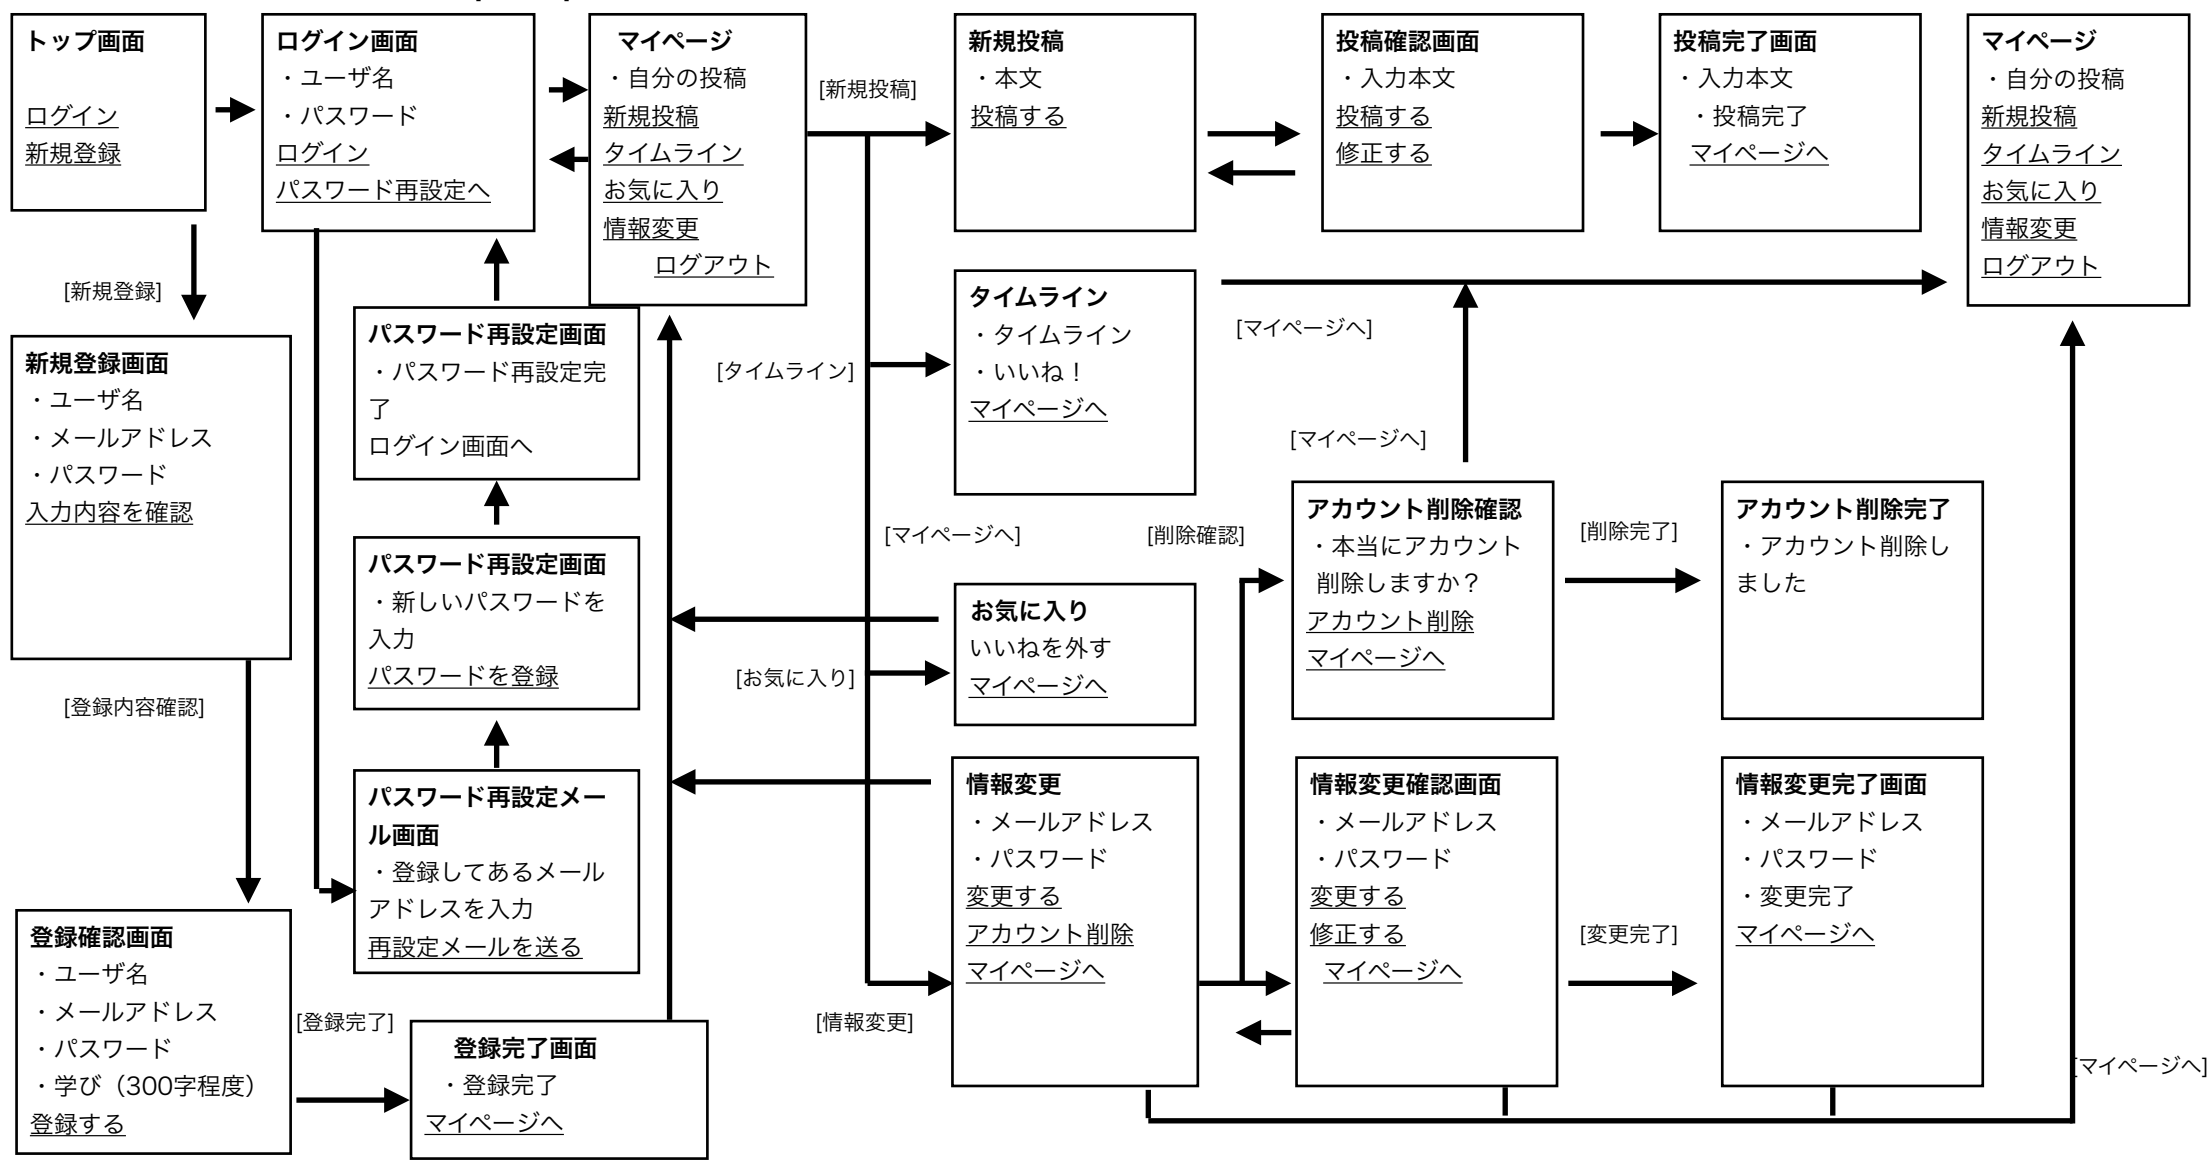 トップ画面
ログイン
新規登録
ログイン画面
・ユーザ名
・パスワード
ログイン
パスワード再設定へ
マイページ
・自分の投稿
新規投稿
タイムライン
お気に入り
情報変更
ログアウト
[新規投稿]
新規投稿
・本文
投稿する
投稿確認画面
・入力本文
投稿する
修正する
投稿完了画面
・入力本文
・投稿完了
マイページへ
マイページ
・自分の投稿
新規投稿
タイムライン
お気に入り
情報変更
ログアウト
[新規登録]
新規登録画面
・ユーザ名
・メールアドレス
・パスワード
入力内容を確認
パスワード再設定画面
・パスワード再設定完
了
ログイン画面へ
[タイムライン]
タイムライン
・タイムライン
・いいね！
マイページへ
[マイページへ]
[マイページへ]
パスワード再設定画面
・新しいパスワードを
入力
パスワードを登録
[マイページへ]
[削除確認]
アカウント削除確認
・本当にアカウント
削除しますか？
アカウント削除
マイページへ
[削除完了]
アカウント削除完了
・アカウント削除し
ました
[お気に入り]
お気に入り
いいねを外す
マイページへ
[登録内容確認]
パスワード再設定メー
ル画面
・登録してあるメール
アドレスを入力
再設定メールを送る
情報変更
・メールアドレス
・パスワード
変更する
アカウント削除
マイページへ
情報変更確認画面
・メールアドレス
・パスワード
変更する
修正する
マイページへ
[変更完了]
情報変更完了画面
・メールアドレス
・パスワード
・変更完了
マイページへ
登録確認画面
・ユーザ名
・メールアドレス
・パスワード
・学び（300字程度）
登録する
[登録完了]
登録完了画面
・登録完了
マイページへ
[情報変更]
[マイページへ]